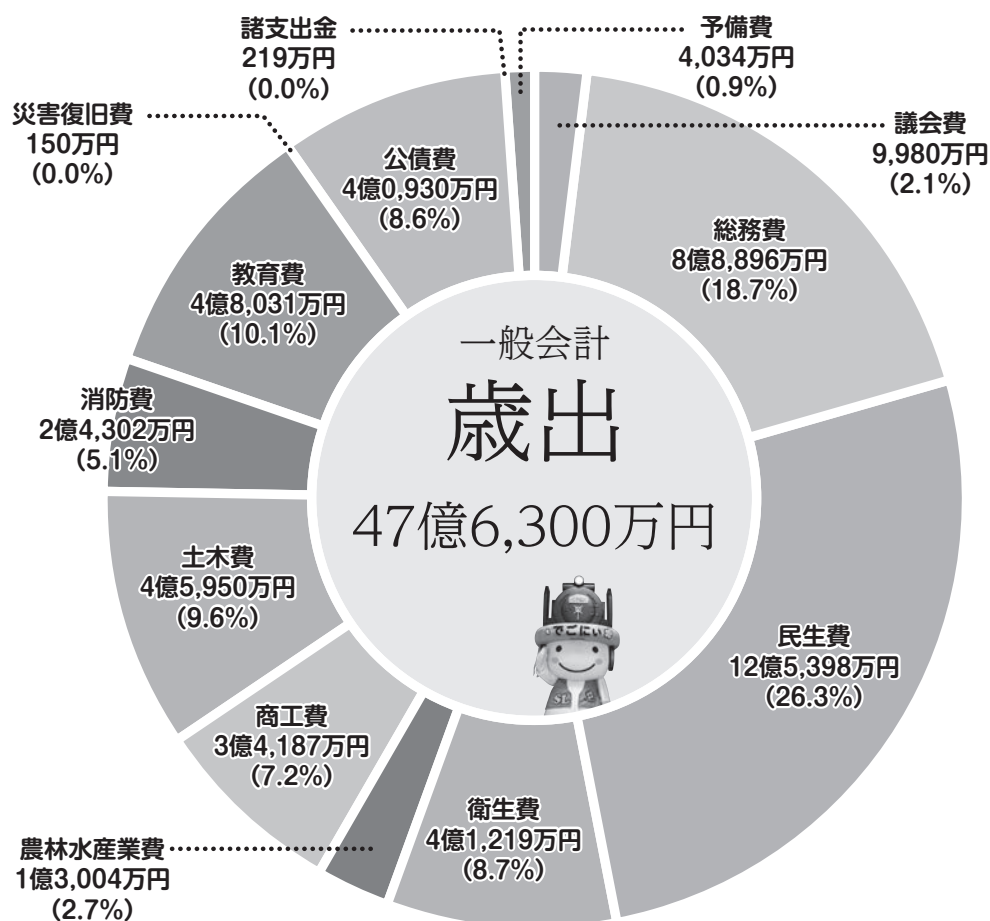 諸支出金
219万円
(0.0%)
予備費
4,034万円
(0.9%)
災害復旧費
150万円
(0.0%)
議会費
9,980万円
(2.1%)
公債費
4億0,930万円
(8.6%)
総務費
8億8,896万円
(18.7%)
教育費
4億8,031万円
(10.1%)
一般会計
歳出
47億6,300万円
消防費
2億4,302万円
(5.1%)
土木費
4億5,950万円
(9.6%)
でごにい
民生費
12億5,398万円
(26.3%)
商工費
3億4,187万円
(7.2%)
衛生費
4億1,219万円
(8.7%)
農林水産業費
1億3,004万円
(2.7%)